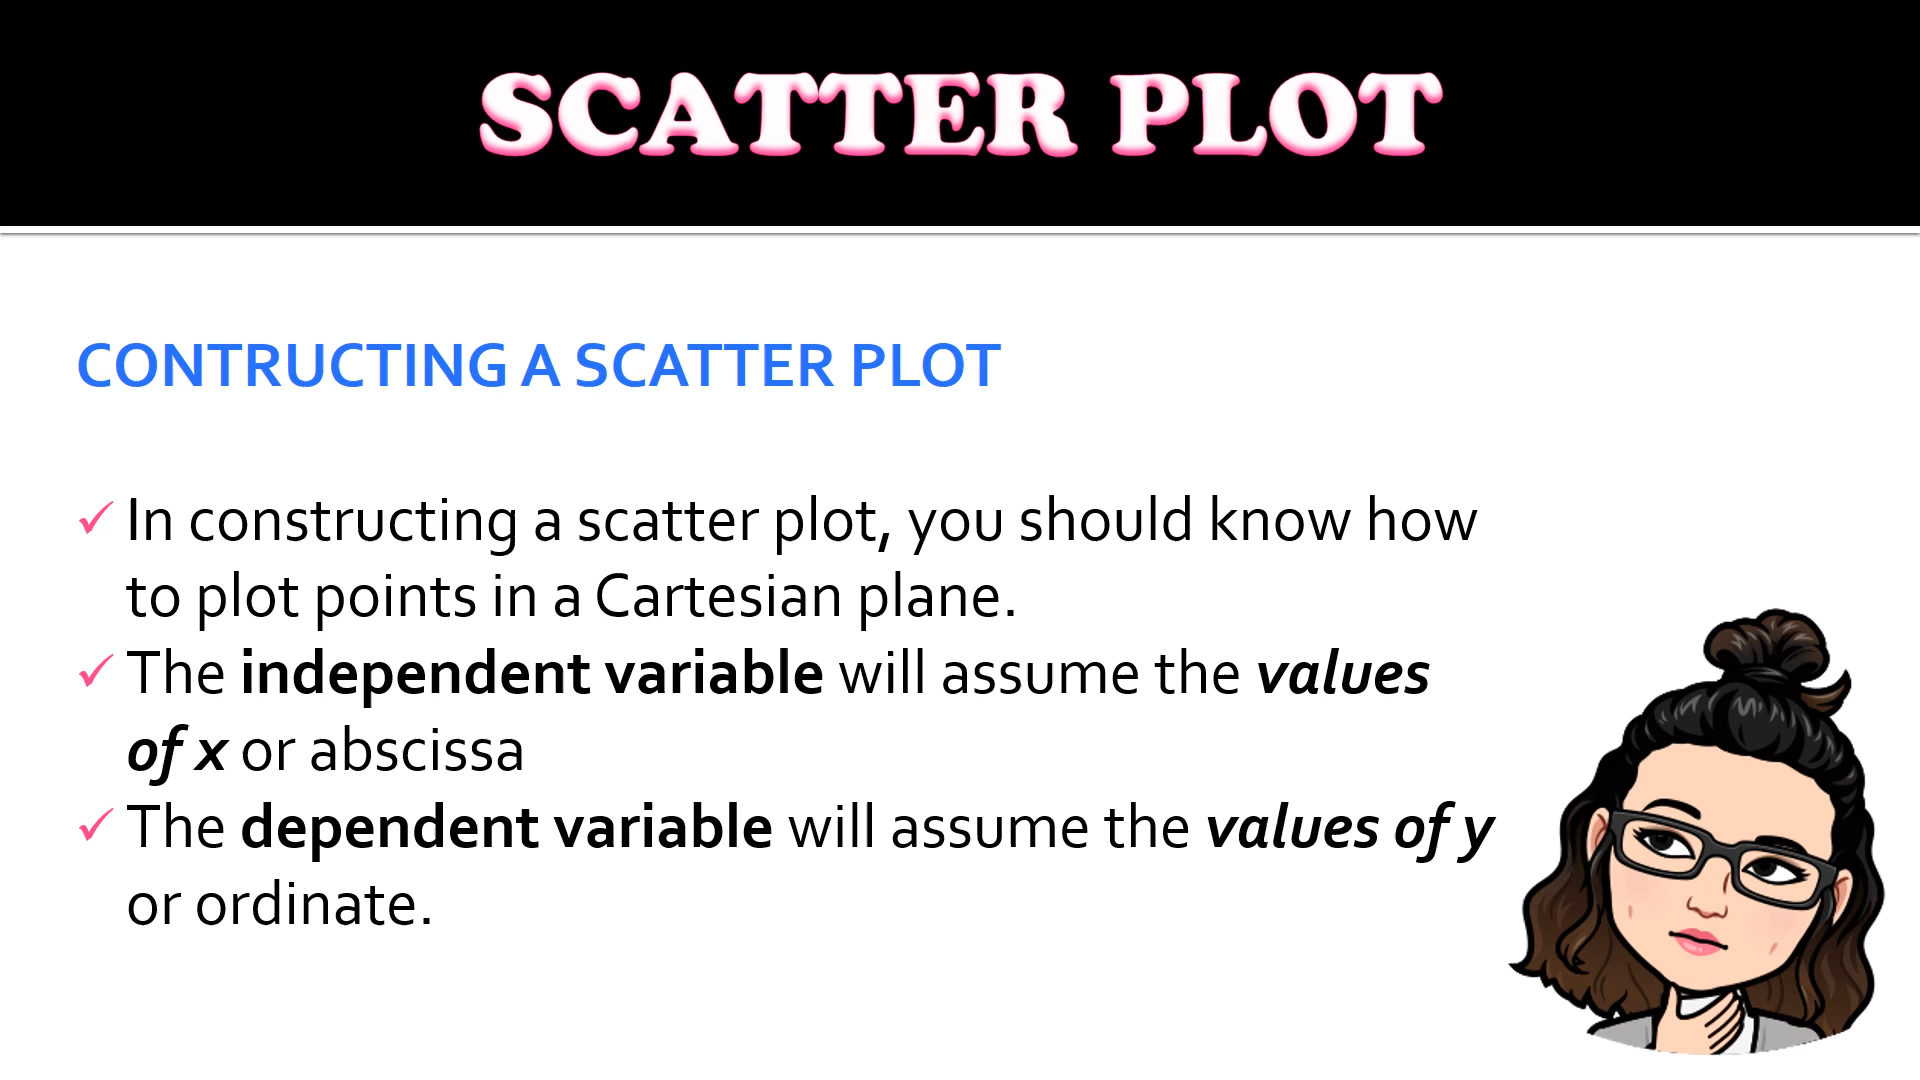 SCATTER PLOT
CONTRUCTING A SCATTER PLOT
✓ In constructing a scatter plot, you should know how
to plot points in a Cartesian plane.
✓ The independent variable will assume the values
of x or abscissa
✓ The dependent variable will assume the values of y
or ordinate.